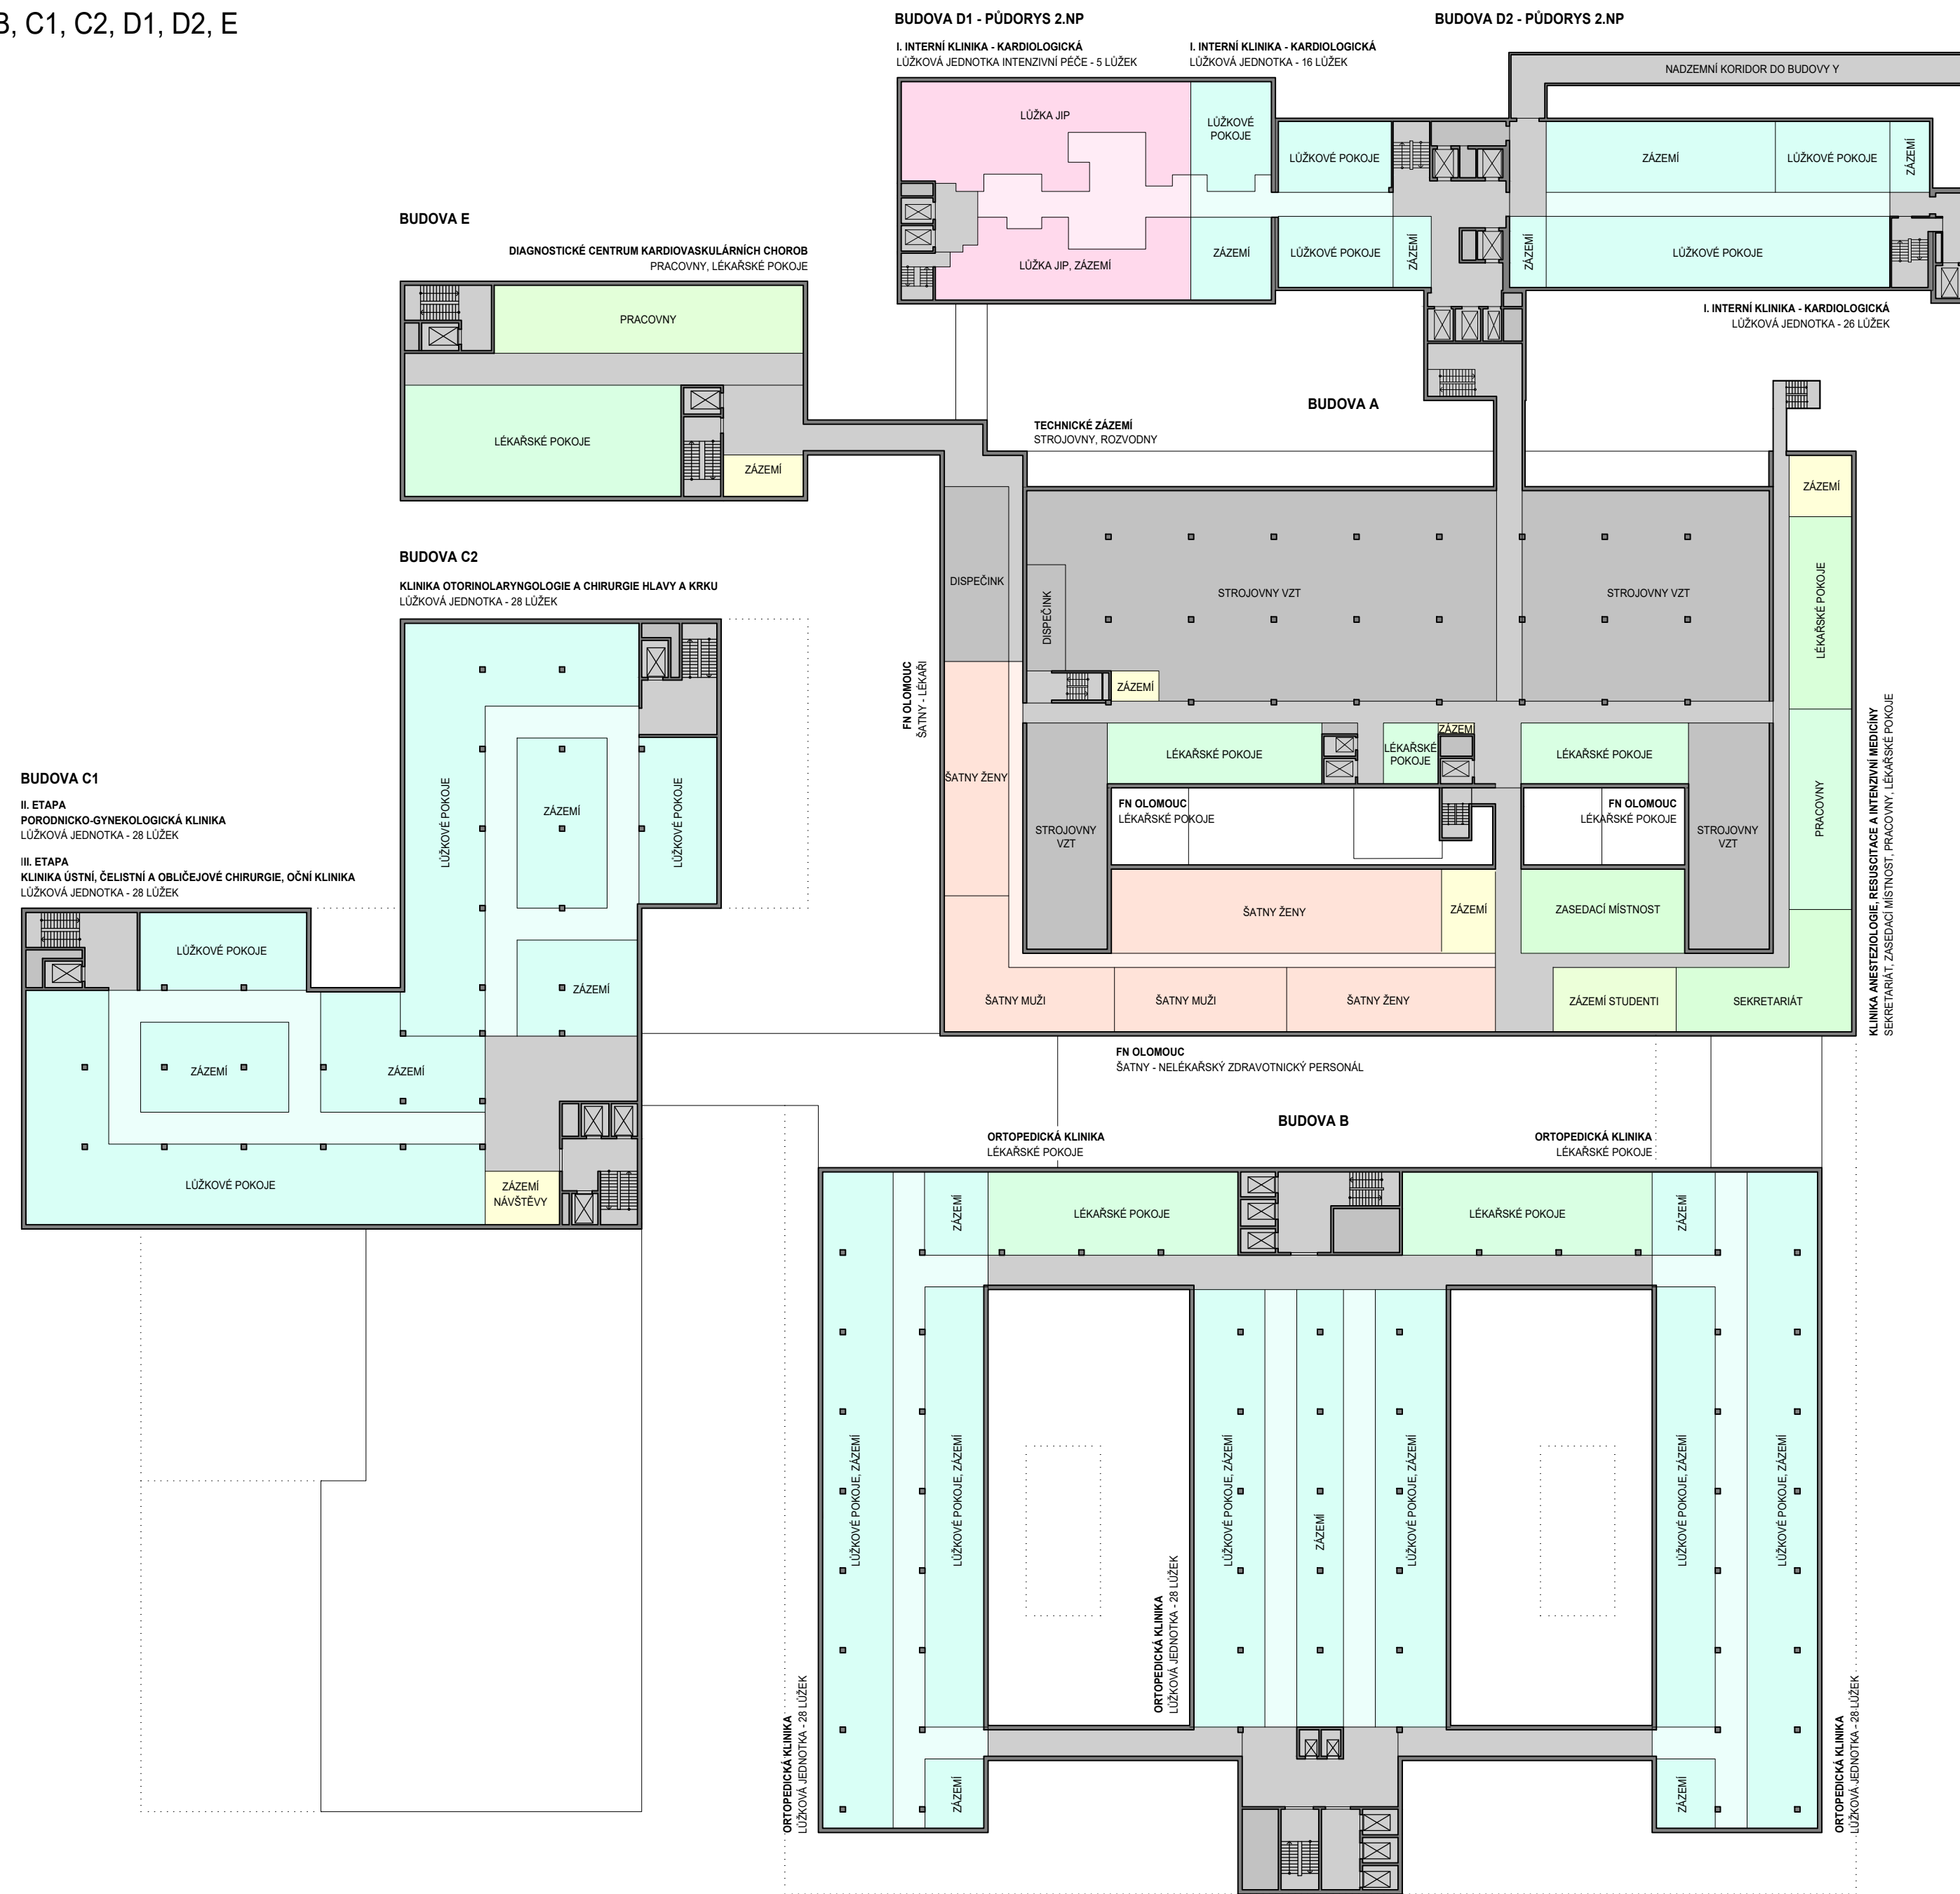 B, C1, C2, D1, D2, E
BUDOVA D1 - PŮDORYS 2.NP
BUDOVA D2 - PŮDORYS 2.NP
I. INTERNÍ KLINIKA - KARDIOLOGICKÁ
LŮŽKOVÁ JEDNOTKA INTENZIVNÍ PÉČE - 5 LŮŽEK
I. INTERNÍ KLINIKA - KARDIOLOGICKÁ
LŮŽKOVÁ JEDNOTKA - 16 LŮŽEK
NADZEMNÍ KORIDOR DO BUDOVY Y
LŮŽKA JIP
LŮŽKOVÉ
POKOJE
LŮŽKOVÉ POKOJE
ZÁZEMÍ
LŮŽKOVÉ POKOJE
ZÁZEMÍ
LŮŽKA JIP, ZÁZEMÍ
ZÁZEMÍ
LŮŽKOVÉ POKOJE
ZÁZEMÍ
ZÁZEMÍ
LŮŽKOVÉ POKOJE
I. INTERNÍ KLINIKA - KARDIOLOGICKÁ
LŮŽKOVÁ JEDNOTKA - 26 LŮŽEK
BUDOVA E
DIAGNOSTICKÉ CENTRUM KARDIOVASKULÁRNÍCH CHOROB
PRACOVNY, LÉKAŘSKÉ POKOJE
PRACOVNY
LÉKAŘSKÉ POKOJE
ZÁZEMÍ
BUDOVA A
TECHNICKÉ ZÁZEMÍ
STROJOVNY, ROZVODNY
DISPEČINK
DISPEČINK
STROJOVNY VZT
STROJOVNY VZT
ZÁZEMÍ
LÉKAŘSKÉ POKOJE
PRACOVNY
ZÁZEMÍ
FN OLOMOUC
ŠATNY - LÉKAŘI
ŠATNY ŽENY
LÉKAŘSKÉ POKOJE
LÉKAŘSKÉ
POKOJE
ZÁZEMÍ
LÉKAŘSKÉ POKOJE
STROJOVNY
VZT
FN OLOMOUC
LÉKAŘSKÉ POKOJE
FN OLOMOUC
LÉKAŘSKÉ POKOJE
STROJOVNY
VZT
ŠATNY ŽENY
ZÁZEMÍ
ZASEDACÍ MÍSTNOST
ŠATNY MUŽI
ŠATNY MUŽI
ŠATNY ŽENY
ZÁZEMÍ STUDENTI
SEKRETARIÁT
KLINIKA ANESTEZIOLOGIE, RESUSCITACE A INTENZIVNÍ MEDICÍNY
SEKRETARIÁT, ZASEDACÍ MÍSTNOST, PRACOVNY, LÉKAŘSKÉ POKOJE
FN OLOMOUC
ŠATNY - NELÉKAŘSKÝ ZDRAVOTNICKÝ PERSONÁL
BUDOVA C2
KLINIKA OTORINOLARYNGOLOGIE A CHIRURGIE HLAVY A KRKU
LŮŽKOVÁ JEDNOTKA - 28 LŮŽEK
LŮŽKOVÉ POKOJE
ZÁZEMÍ
LŮŽKOVÉ POKOJE
ZÁZEMÍ
BUDOVA C1
II. ETAPA
PORODNICKO-GYNEKOLOGICKÁ KLINIKA
LŮŽKOVÁ JEDNOTKA - 28 LŮŽEK
III. ETAPA
KLINIKA ÚSTNÍ, ČELISTNÍ A OBLIČEJOVÉ CHIRURGIE, OČNÍ KLINIKA
LŮŽKOVÁ JEDNOTKA - 28 LŮŽEK
LŮŽKOVÉ POKOJE
ZÁZEMÍ
ZÁZEMÍ
LŮŽKOVÉ POKOJE
ZÁZEMÍ
NÁVŠTĚVY
BUDOVA B
ORTOPEDICKÁ KLINIKA
LÉKAŘSKÉ POKOJE
ORTOPEDICKÁ KLINIKA
LÉKAŘSKÉ POKOJE
ZÁZEMÍ
LÉKAŘSKÉ POKOJE
LÉKAŘSKÉ POKOJE
ZÁZEMÍ
LŮŽKOVÉ POKOJE, ZÁZEMÍ
LŮŽKOVÉ POKOJE, ZÁZEMÍ
LŮŽKOVÉ POKOJE, ZÁZEMÍ
ZÁZEMÍ
LŮŽKOVÉ POKOJE, ZÁZEMÍ
LŮŽKOVÉ POKOJE, ZÁZEMÍ
LŮŽKOVÉ POKOJE, ZÁZEMÍ
ORTOPEDICKÁ KLINIKA
LŮŽKOVÁ JEDNOTKA - 28 LŮŽEK
ORTOPEDICKÁ KLINIKA
LŮŽKOVÁ JEDNOTKA - 28 LŮŽEK
ZÁZEMÍ
ZÁZEMÍ
ORTOPEDICKÁ KLINIKA
LŮŽKOVÁ JEDNOTKA - 28 LŮŽEK